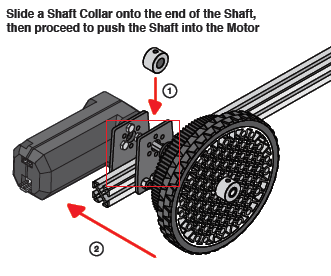 Slide a Shaft Collar onto the end of the Shaft,
then proceed to push the Shaft into the Motor
1
2